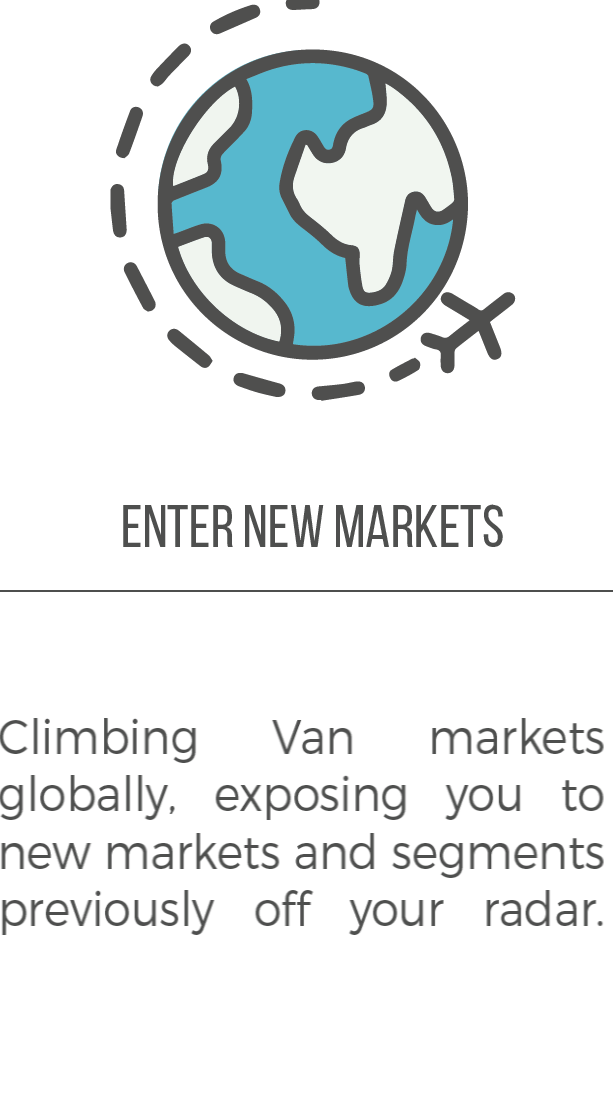 ENTER NEW MARKETS
Climbing Van markets
globally, exposing you to
new markets and segments
previously off your radar.